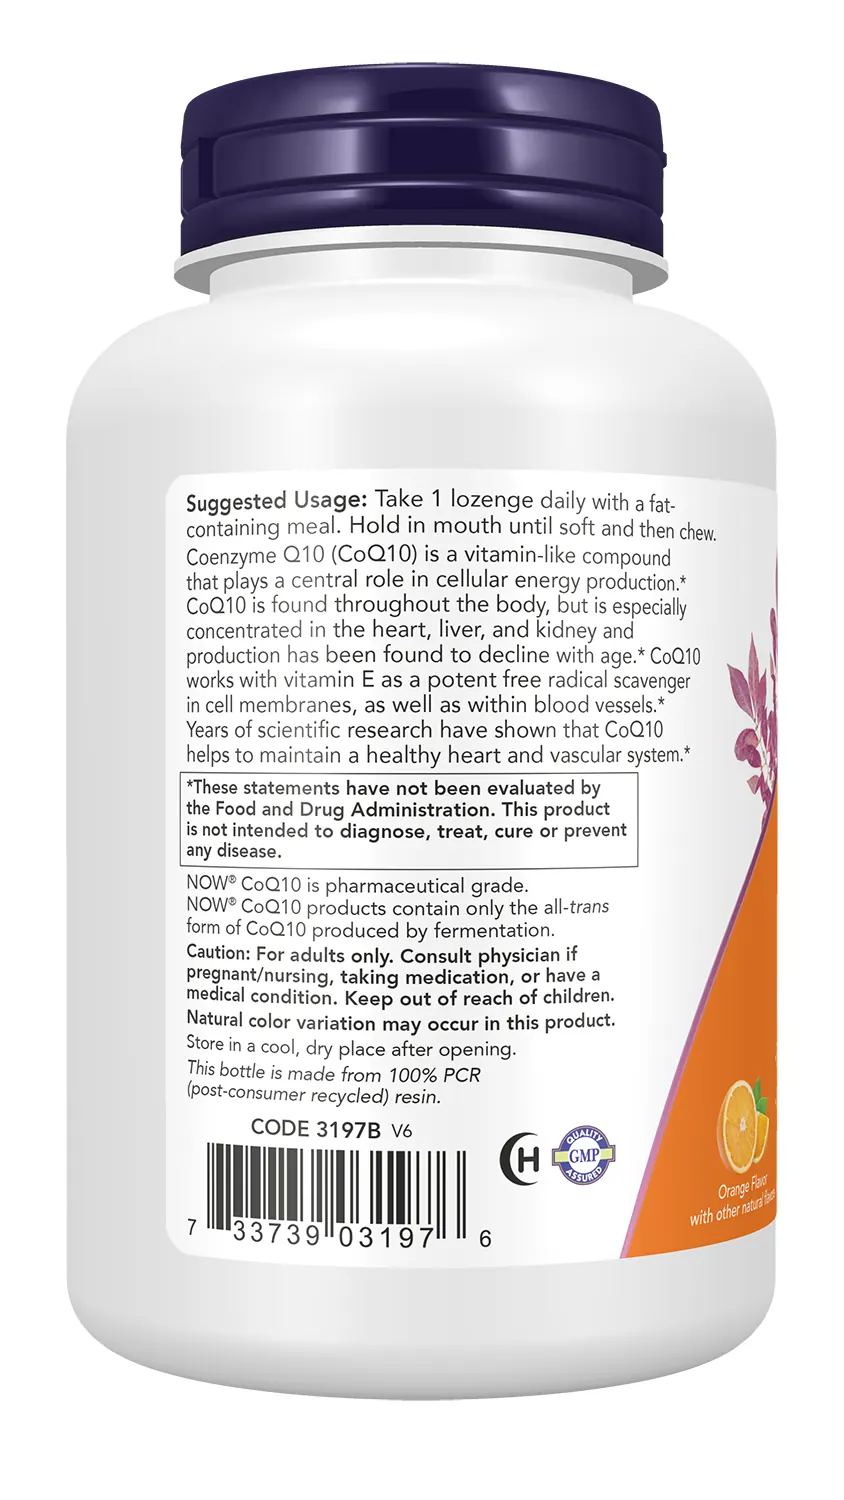 Suggested Usage: Take 1 lozenge daily with a fat-
containing meal. Hold in mouth until soft and then chew.
Coenzyme Q10 (CoQ10) is a vitamin-like compound
that plays a central role in cellular energy production.*
CoQ10 is found throughout the body, but is especially
concentrated in the heart, liver, and kidney and
production has been found to decline with age.* CoQ10
works with vitamin E as a potent free radical scavenger
in cell membranes, as well as within blood vessels.*
Years of scientific research have shown that CoQ10
helps to maintain a healthy heart and vascular system.*
*These statements have not been evaluated by
the Food and Drug Administration. This product
is not intended to diagnose, treat, cure or prevent
any disease.
NOW® CoQ10 is pharmaceutical grade.
NOW® CoQ10 products contain only the all-trans
form of CoQ10 produced by fermentation.
Caution: For adults only. Consult physician if
pregnant/nursing, taking medication, or have a
medical condition. Keep out of reach of children.
Natural color variation may occur in this product.
Store in a cool, dry place after opening.
This bottle is made from 100% PCR
(post-consumer recycled) resin.
CODE 3197B V6
7 33739 03197 6
H
QUALITY
GMP
ASSURED
Orange Flavor
with other natural flavors